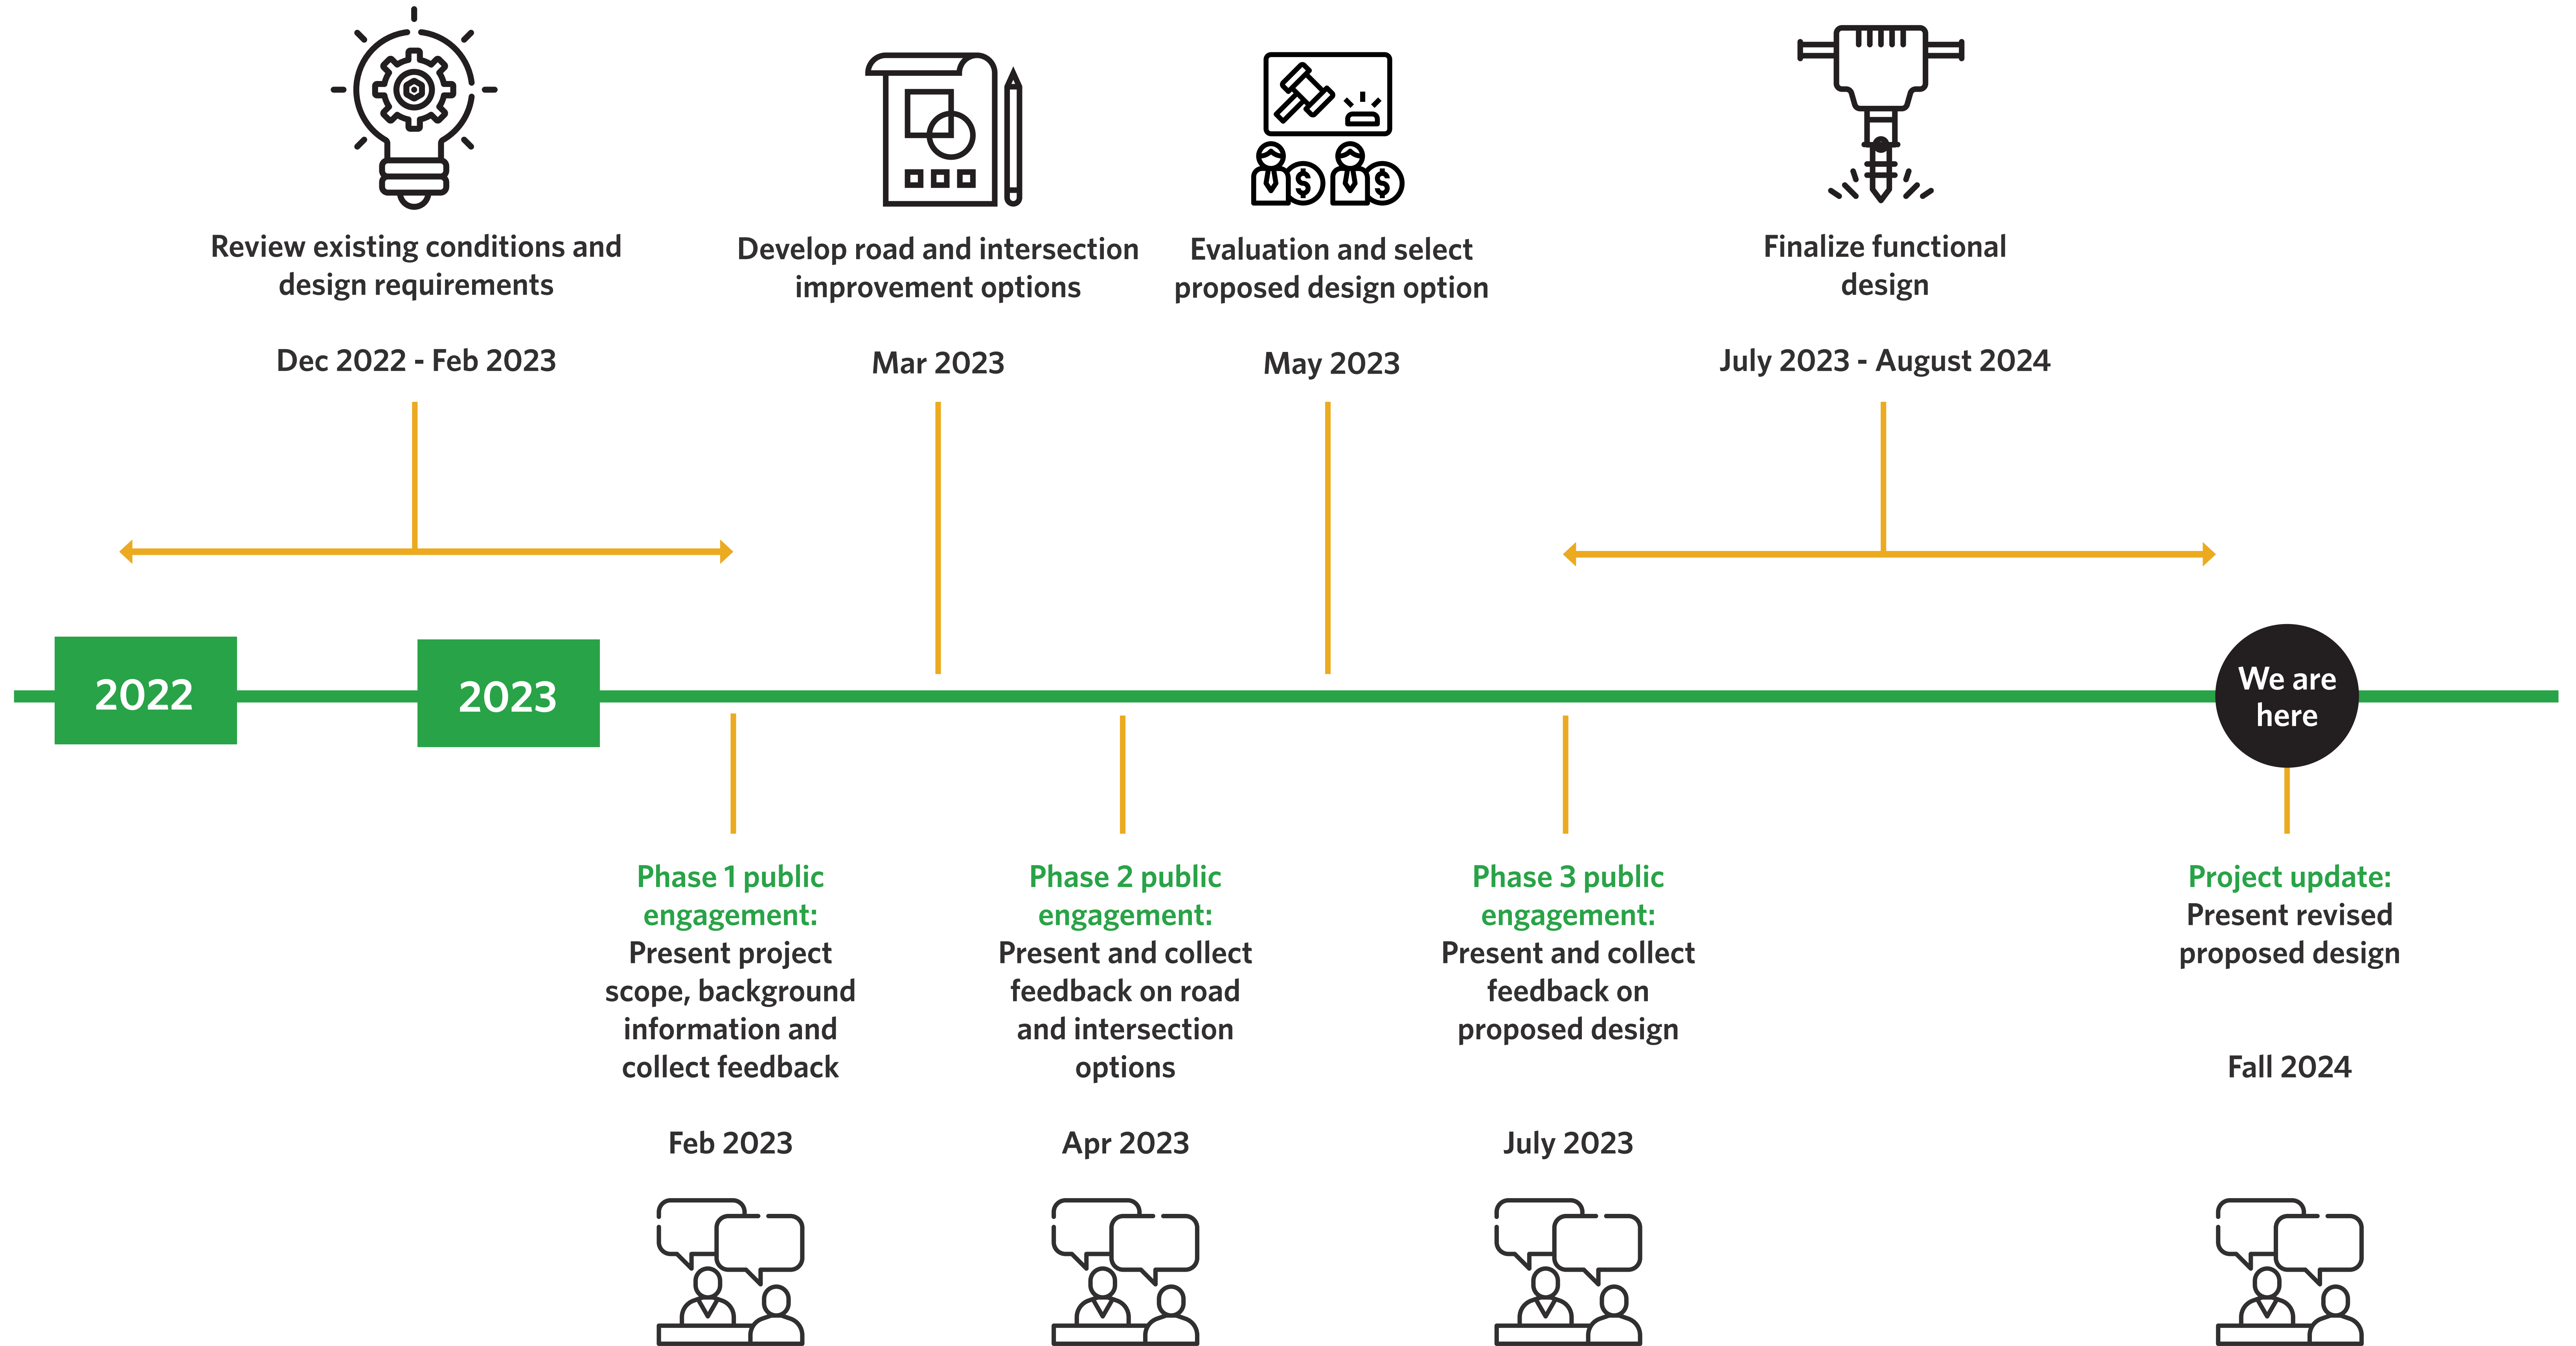 Review existing conditions and
design requirements
Dec 2022 - Feb 2023
Develop road and intersection
improvement options
Mar 2023
Evaluation and select
proposed design option
May 2023
Finalize functional
design
July 2023 - August 2024
2022
2023
We are
here
Phase 1 public
engagement:
Present project
scope, background
information and
collect feedback
Feb 2023
Phase 2 public
engagement:
Present and collect
feedback on road
and intersection
options
Apr 2023
Phase 3 public
engagement:
Present and collect
feedback on
proposed design
July 2023
Project update:
Present revised
proposed design
Fall 2024